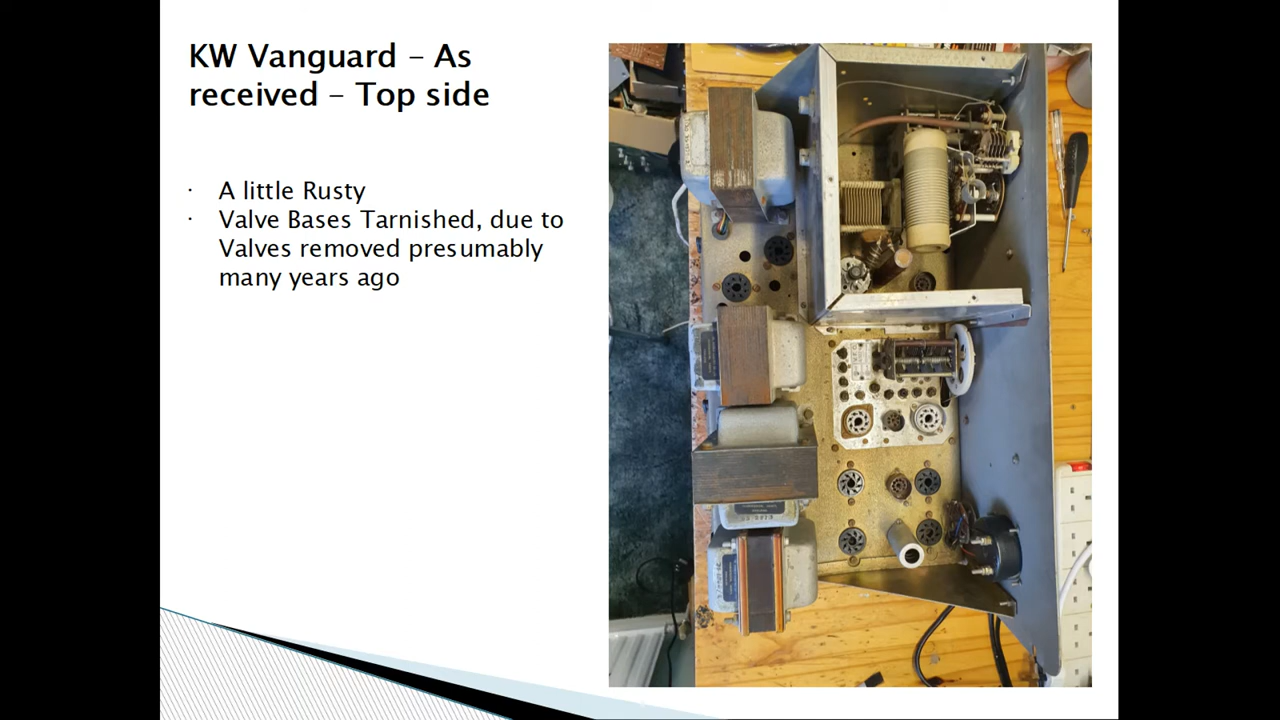 KW Vanguard – As
received – Top side
· A little Rusty
· Valve Bases Tarnished, due to
Valves removed presumably
many years ago